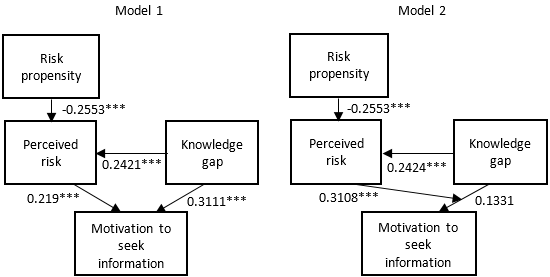 Model 1
Model 2
Risk
propensity
Risk
propensity
-0.2553***
-0.2553***
Perceived
risk
Knowledge
gap
Perceived
risk
Knowledge
gap
0.2421***
0.2424***
0.219***
0.3111***
0.3108***
0.1331
Motivation to
seek
information
Motivation to
seek
information